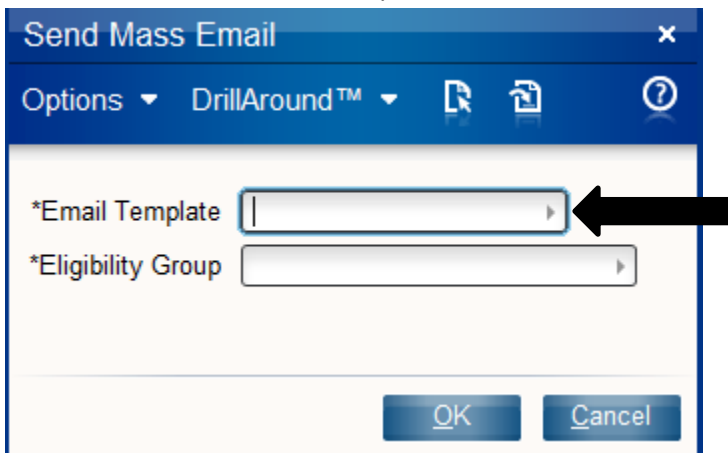 Send Mass Email
Options DrillAround™
*Email Template
*Eligibility Group
OK Cancel